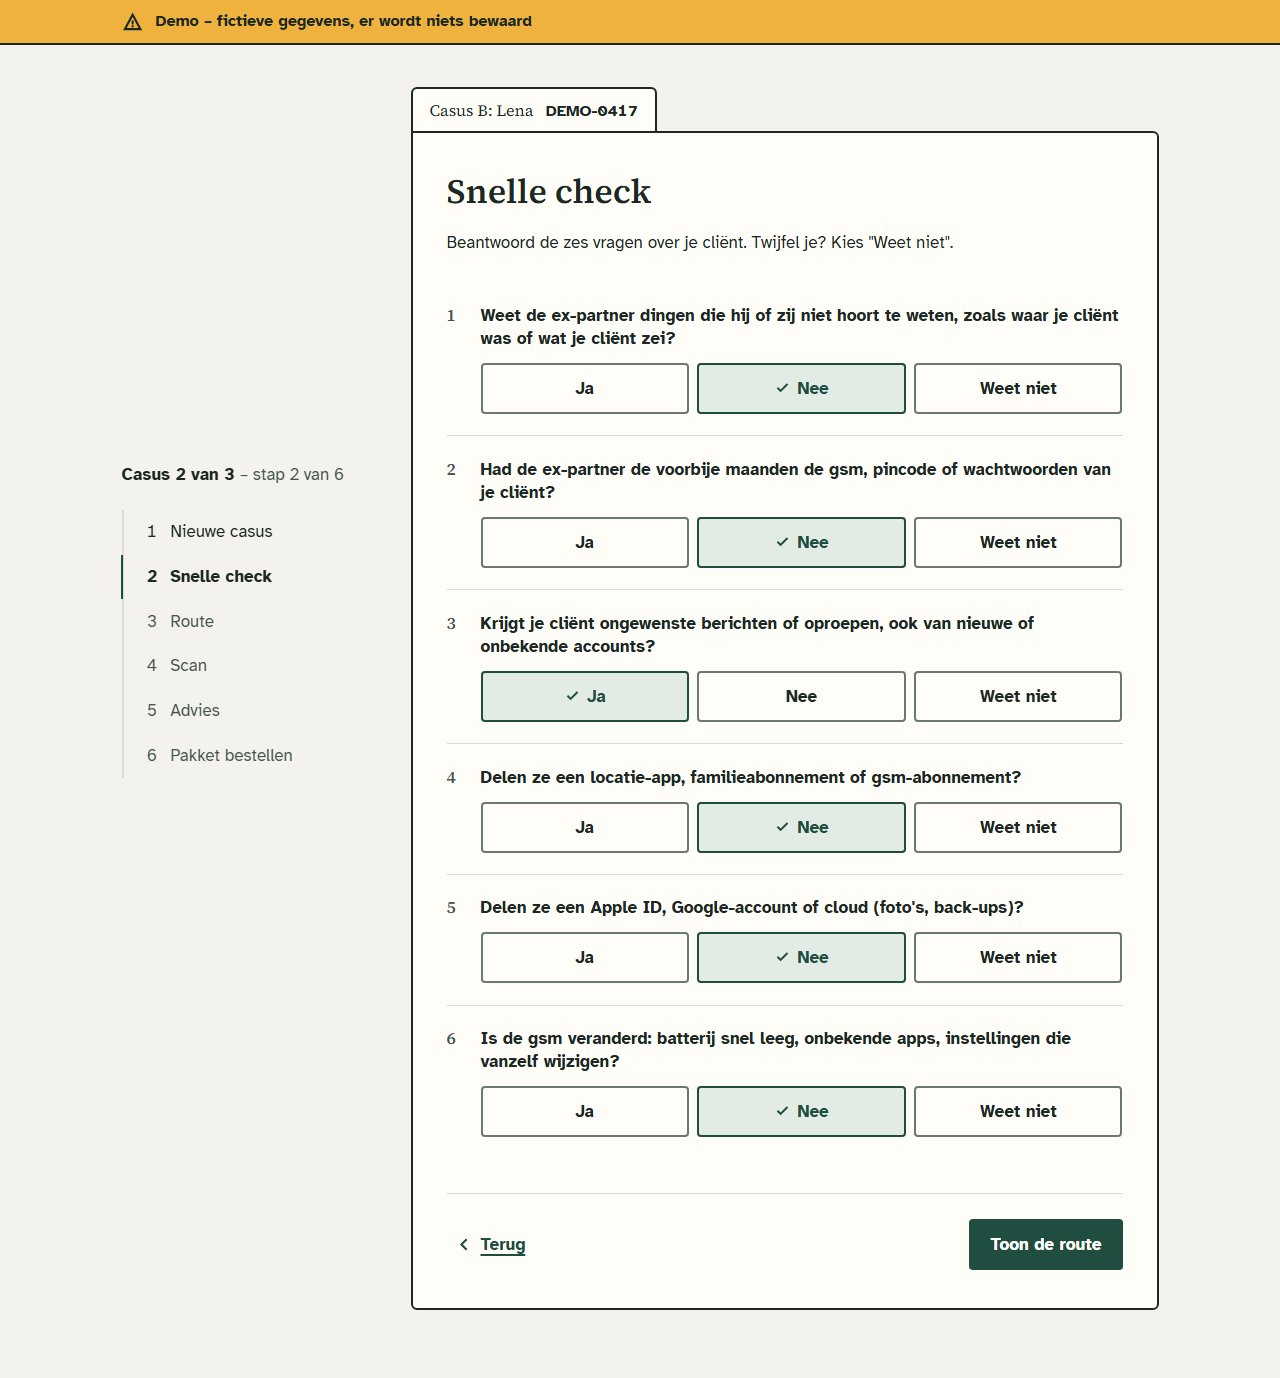 Demo – fictieve gegevens, er wordt niets bewaard
Casus B: Lena DEMO-0417
Snelle check
Beantwoord de zes vragen over je cliënt. Twijfel je? Kies "Weet niet".
1 Weet de ex-partner dingen die hij of zij niet hoort te weten, zoals waar je cliënt
was of wat je cliënt zei?
Ja Nee Weet niet
2 Had de ex-partner de voorbije maanden de gsm, pincode of wachtwoorden van
je cliënt?
Ja Nee Weet niet
3 Krijgt je cliënt ongewenste berichten of oproepen, ook van nieuwe of
onbekende accounts?
Ja Nee Weet niet
4 Delen ze een locatie-app, familieabonnement of gsm-abonnement?
Ja Nee Weet niet
5 Delen ze een Apple ID, Google-account of cloud (foto's, back-ups)?
Ja Nee Weet niet
6 Is de gsm veranderd: batterij snel leeg, onbekende apps, instellingen die
vanzelf wijzigen?
Ja Nee Weet niet
Terug
Toon de route
Casus 2 van 3 – stap 2 van 6
1 Nieuwe casus
2 Snelle check
3 Route
4 Scan
5 Advies
6 Pakket bestellen